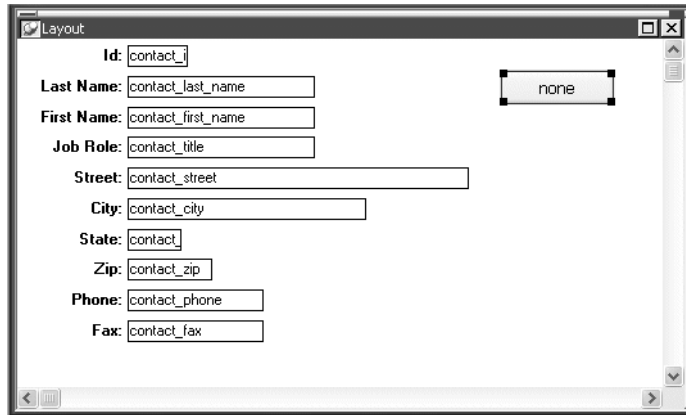 Layout
Id: contact_i
none
Last Name: contact_last_name
First Name: contact_first_name
Job Role: contact_title
Street: contact_street
City: contact_city
State: contact_
Zip: contact_zip
Phone: contact_phone
Fax: contact_fax